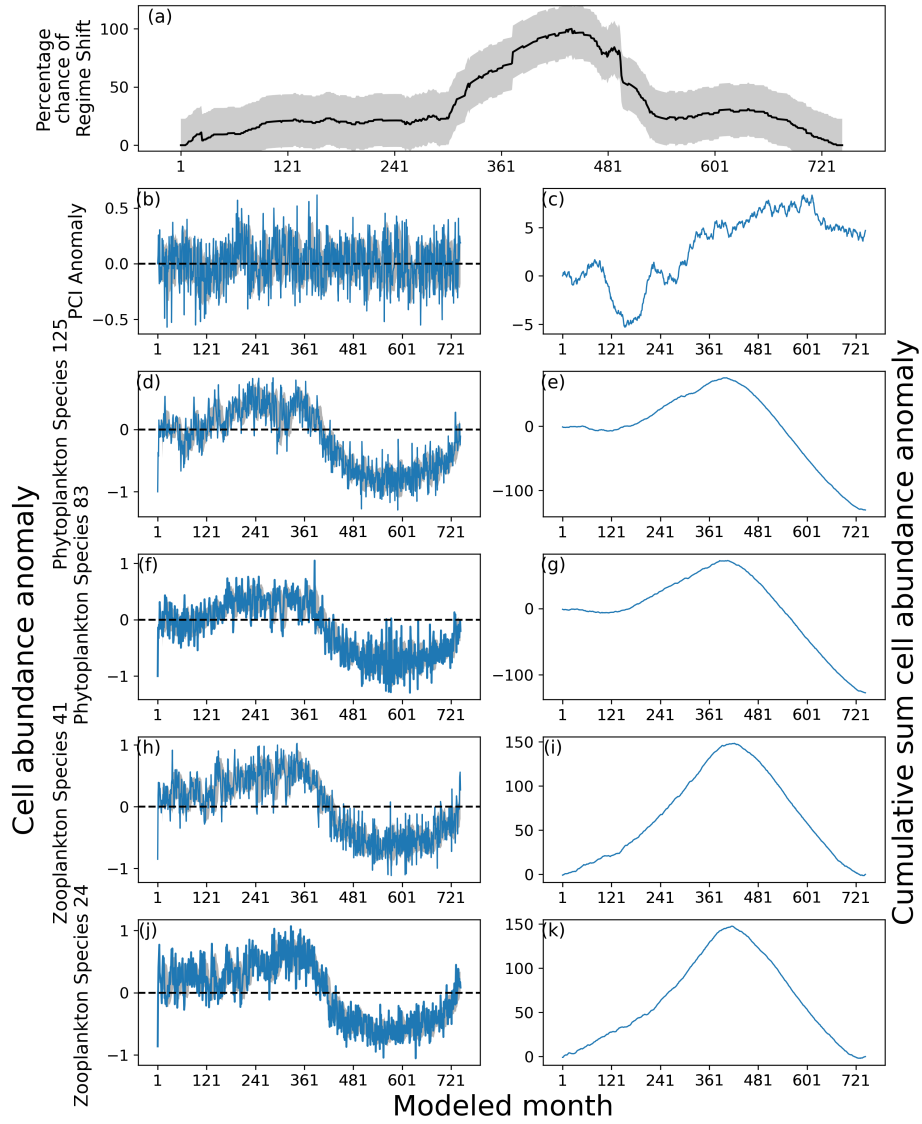 (a)
Percentage
chance of
Regime Shift
100
50
0
1 121 241 361 481 601 721
(b)
PCI Anomaly
0.5
0.0
−0.5
1 121 241 361 481 601 721
(c)
5
0
−5
1 121 241 361 481 601 721
(d)
Phytoplankton Species 125
0
−1
1 121 241 361 481 601 721
(e)
0
−100
1 121 241 361 481 601 721
(f)
Phytoplankton Species 83
1
0
−1
1 121 241 361 481 601 721
(g)
0
−100
1 121 241 361 481 601 721
(h)
Zooplankton Species 41
1
0
−1
1 121 241 361 481 601 721
(i)
150
100
50
0
1 121 241 361 481 601 721
(j)
Zooplankton Species 24
1
0
−1
1 121 241 361 481 601 721
(k)
150
100
50
0
1 121 241 361 481 601 721
Cell abundance anomaly
Cumulative sum cell abundance anomaly
Modeled month